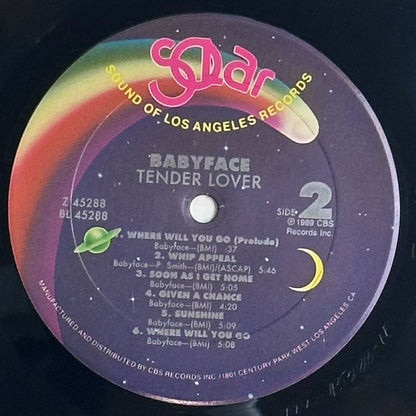 solar
SOUND OF LOS ANGELES RECORDS
BABYFACE
TENDER LOVER
Z 45288
BL 45288
SIDE 2
℗ 1989 CBS
Records Inc.
1. WHERE WILL YOU GO (Prelude)
Babyface—(BMI) :37
2. WHIP APPEAL
Babyface—P. Smith—(BMI)/(ASCAP) 5:46
3. SOON AS I GET HOME
Babyface—(BMI) 5:05
4. GIVEN A CHANCE
Babyface—(BMI) 4:20
5. SUNSHINE
Babyface—(BMI) 5:09
6. WHERE WILL YOU GO
Babyface—(BMI) 5:08
MANUFACTURED AND DISTRIBUTED BY CBS RECORDS INC./1801 CENTURY PARK WEST LOS ANGELES CA